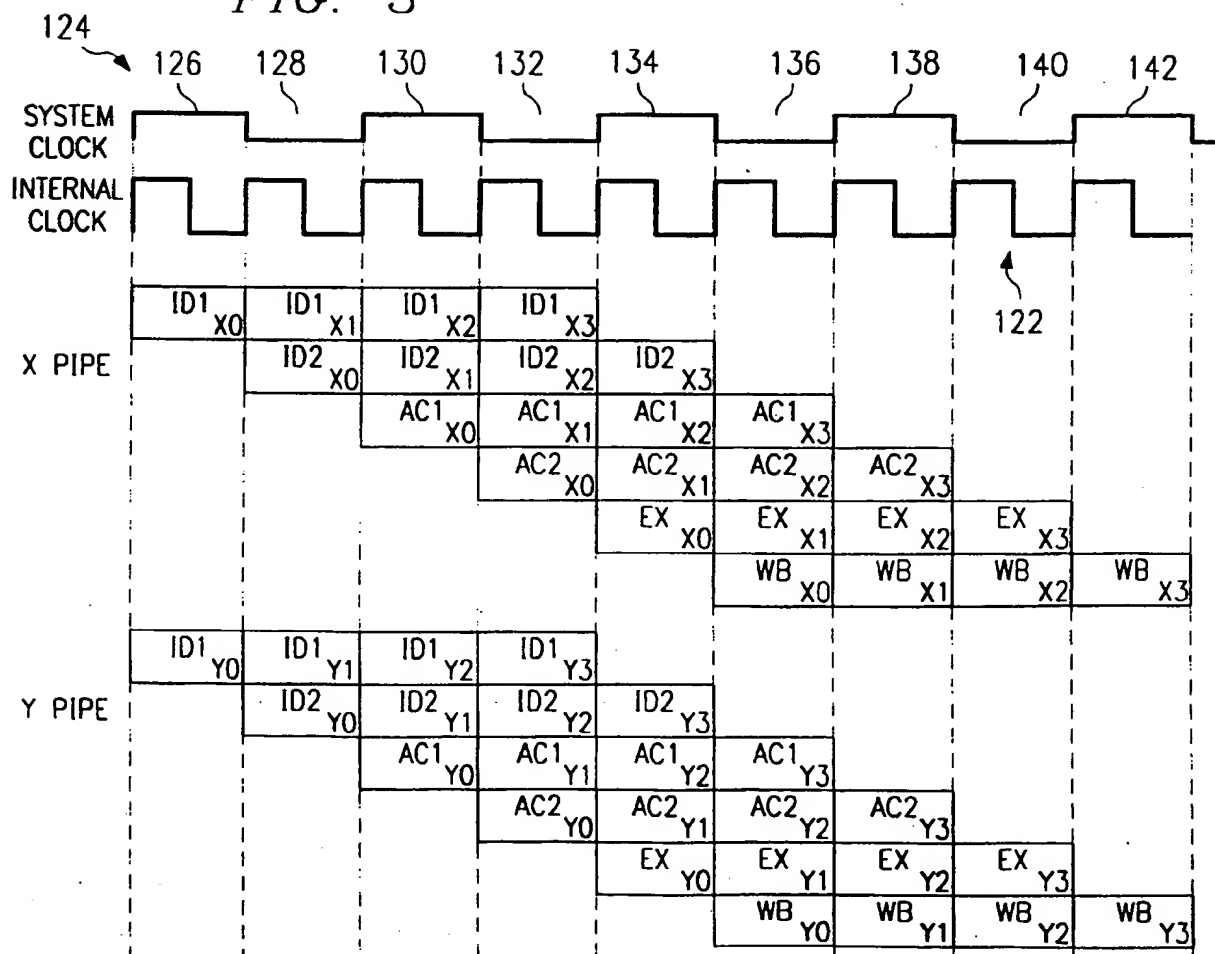 FIG. 3
124
126 128 130 132 134 136 138 140 142
SYSTEM CLOCK
INTERNAL CLOCK
122
X PIPE
ID1 X0 ID1 X1 ID1 X2 ID1 X3
ID2 X0 ID2 X1 ID2 X2 ID2 X3
AC1 X0 AC1 X1 AC1 X2 AC1 X3
AC2 X0 AC2 X1 AC2 X2 AC2 X3
EX X0 EX X1 EX X2 EX X3
WB X0 WB X1 WB X2 WB X3
Y PIPE
ID1 Y0 ID1 Y1 ID1 Y2 ID1 Y3
ID2 Y0 ID2 Y1 ID2 Y2 ID2 Y3
AC1 Y0 AC1 Y1 AC1 Y2 AC1 Y3
AC2 Y0 AC2 Y1 AC2 Y2 AC2 Y3
EX Y0 EX Y1 EX Y2 EX Y3
WB Y0 WB Y1 WB Y2 WB Y3